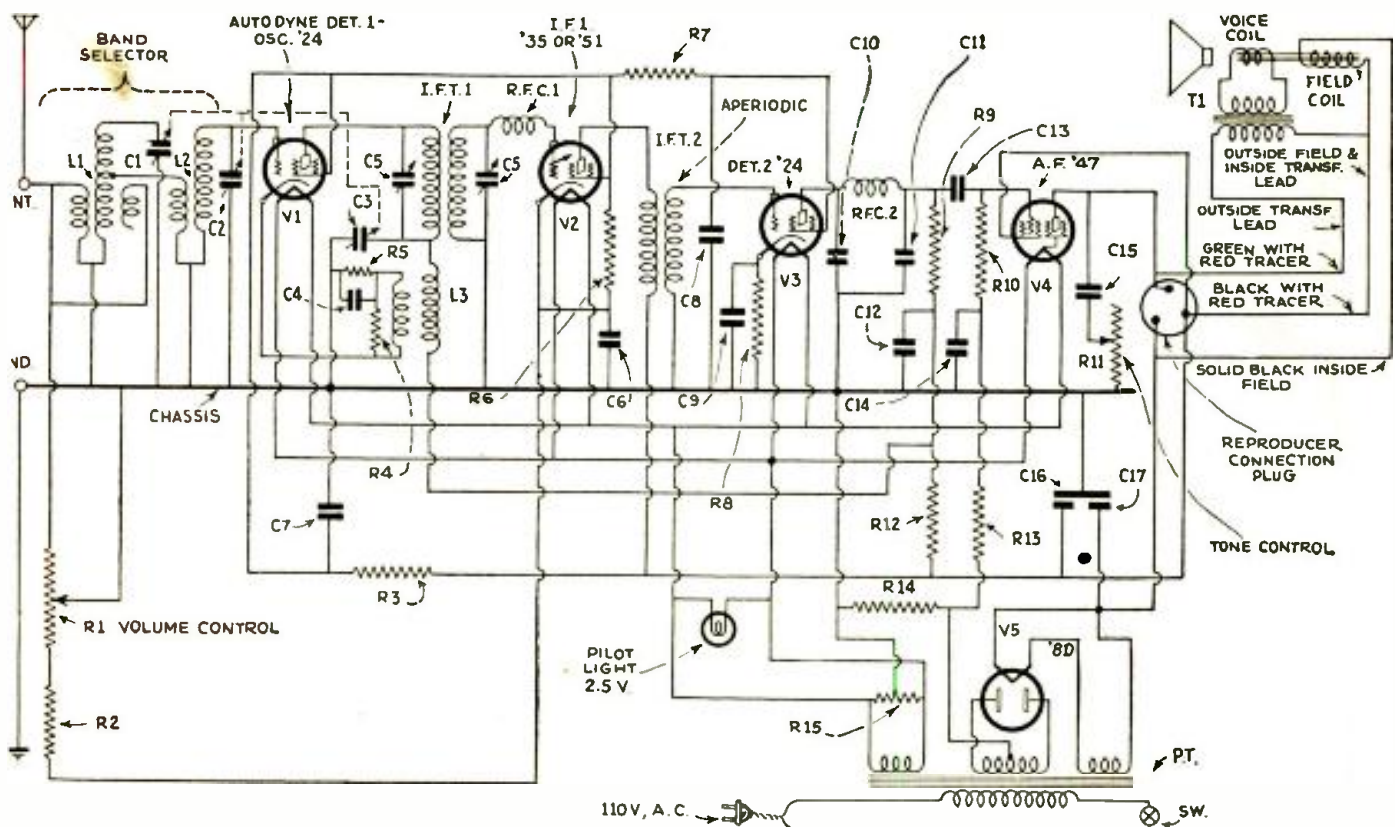 AUTODYNE DET. 1-
OSC. '24
BAND
SELECTOR
I.F.1
'35 OR '51
R7
C10
C11
VOICE
COIL
FIELD
COIL
T1
I.F.T.1
R.F.C.1
APERIODIC
I.F.T.2
R9
C13
DET.2 '24
A.F. '47
L1
C1
L2
C2
V1
C5
C5
C3
V2
R5
C4
L3
RFC.2
V3
C8
R10
V4
C15
OUTSIDE FIELD &
INSIDE TRANSF.
LEAD
OUTSIDE TRANSF
LEAD
GREEN WITH
RED TRACER
BLACK WITH
RED TRACER
NT.
C12
R11
ND
CHASSIS
R6
C6
C9
C14
SOLID BLACK INSIDE
FIELD
R4
R8
REPRODUCER
CONNECTION
PLUG
C16
C17
C7
R12
R13
TONE CONTROL
R3
R14
R1 VOLUME CONTROL
PILOT
LIGHT
2.5 V
V5
'80
R2
R15
P.T.
110V, A.C.
SW.